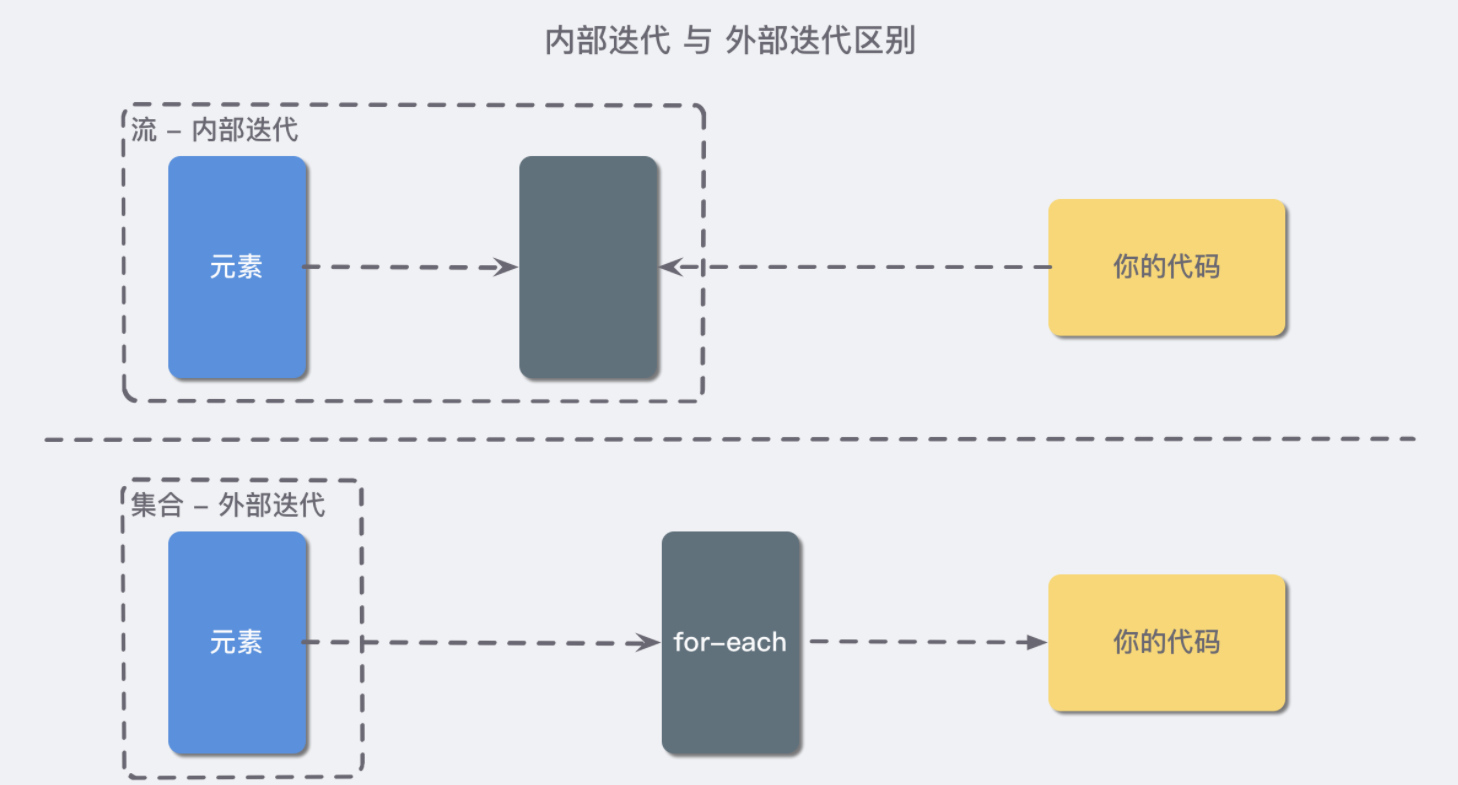 内部迭代 与 外部迭代区别
流 - 内部迭代
元素
你的代码
集合 - 外部迭代
元素
for-each
你的代码